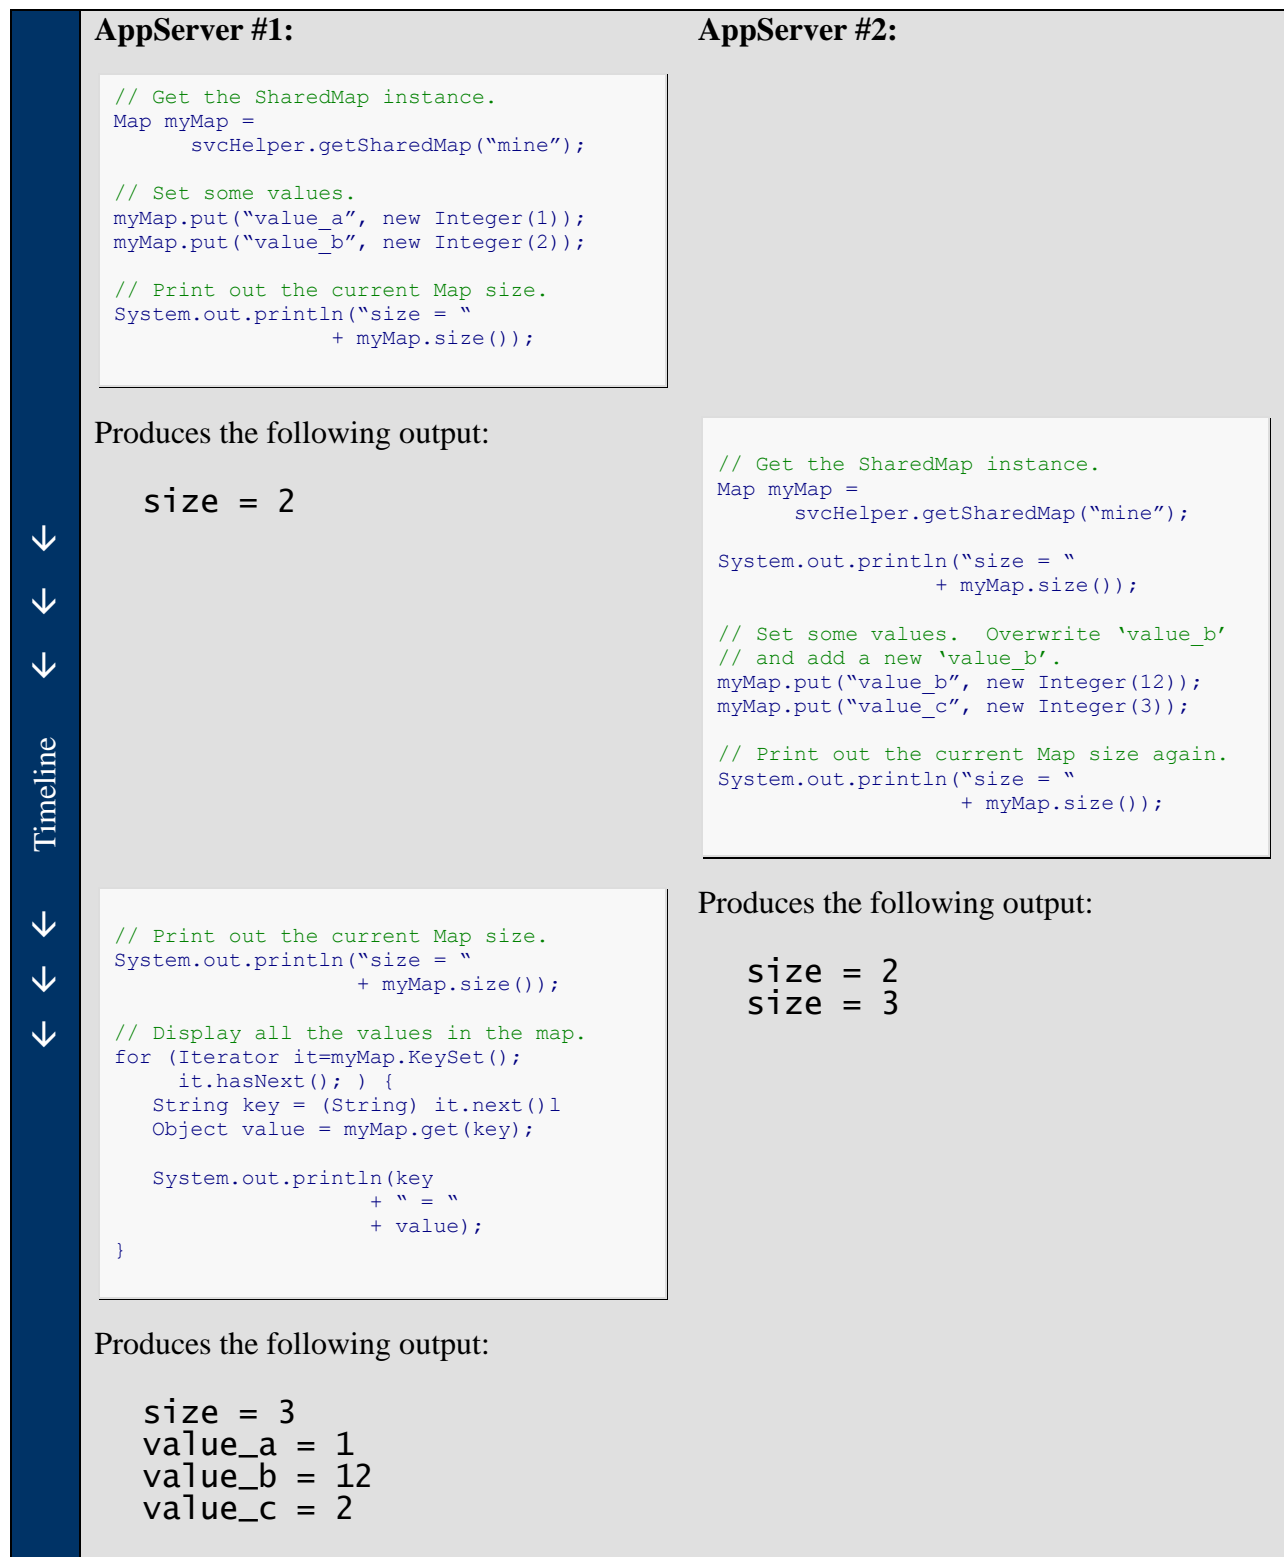 AppServer #1:
// Get the SharedMap instance.
Map myMap =
svcHelper.getSharedMap(“mine”);
// Set some values.
myMap.put(“value_a”, new Integer(1));
myMap.put(“value_b”, new Integer(2));
// Print out the current Map size.
System.out.println(“size = “
+ myMap.size());
Produces the following output:
size = 2
AppServer #2:
// Get the SharedMap instance.
Map myMap =
svcHelper.getSharedMap(“mine”);
System.out.println(“size = “
+ myMap.size());
// Set some values.  Overwrite ‘value_b’
// and add a new ‘value_b’.
myMap.put(“value_b”, new Integer(12));
myMap.put(“value_c”, new Integer(3));
// Print out the current Map size again.
System.out.println(“size = “
+ myMap.size());
Produces the following output:
size = 2
size = 3
Timeline
// Print out the current Map size.
System.out.println(“size = “
+ myMap.size());
// Display all the values in the map.
for (Iterator it=myMap.KeySet();
it.hasNext(); ) {
String key = (String) it.next()l
Object value = myMap.get(key);
System.out.println(key
+ “ = “
+ value);
}
Produces the following output:
size = 3
value_a = 1
value_b = 12
value_c = 2